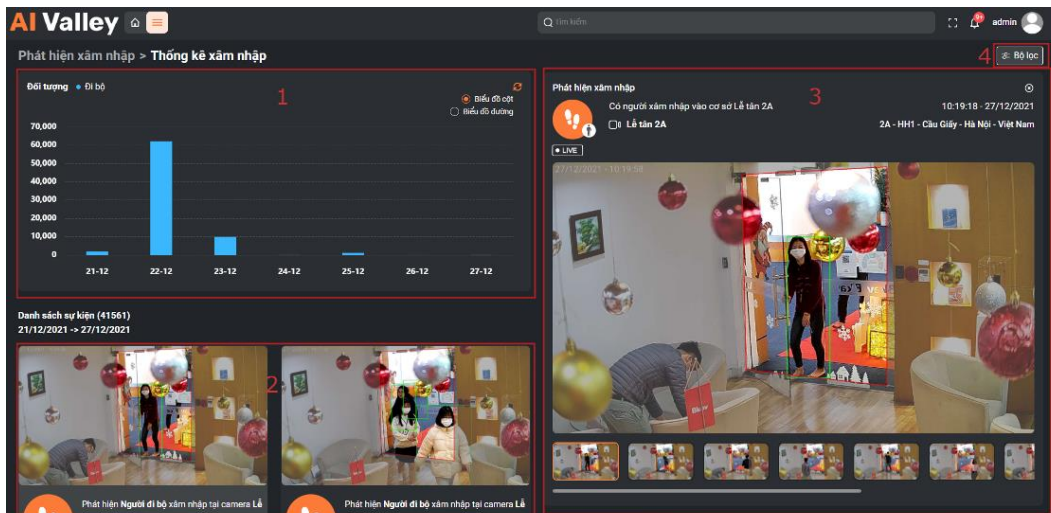 AI Valley
Tìm kiếm
admin
Phát hiện xâm nhập > Thống kê xâm nhập
4
Bộ lọc
Đối tượng • Đi bộ
1
Biểu đồ cột
Biểu đồ đường
70,000
60,000
50,000
40,000
30,000
20,000
10,000
0
21-12 22-12 23-12 24-12 25-12 26-12 27-12
Danh sách sự kiện (41561)
21/12/2021 -> 27/12/2021
2
Phát hiện Người đi bộ xâm nhập tại camera Lễ
Phát hiện Người đi bộ xâm nhập tại camera Lễ
Phát hiện xâm nhập
3
Có người xâm nhập vào cơ sở Lễ tân 2A
10:19:18 - 27/12/2021
Lễ tân 2A
2A - HH1 - Cầu Giấy - Hà Nội - Việt Nam
• LIVE
27/12/2021 - 10:19:58